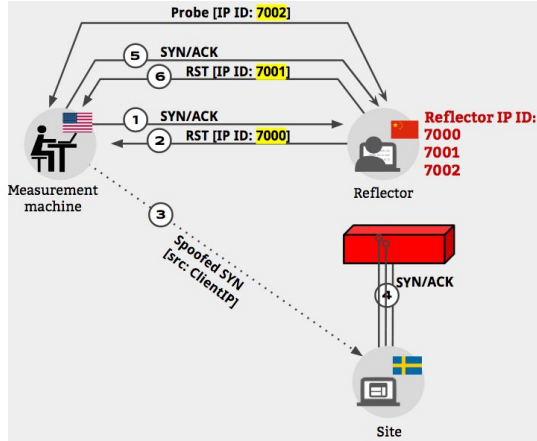 Probe [IP ID: 7002]
5 SYN/ACK
6 RST [IP ID: 7001]
1 SYN/ACK
2 RST [IP ID: 7000]
Reflector IP ID:
7000
7001
7002
Measurement
machine
Reflector
3
Spoofed SYN
[src: ClientIP]
SYN/ACK
4
Site